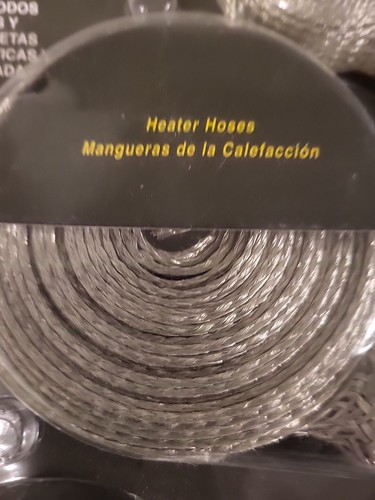 Y
Heater Hoses
Mangueras de la Calefacción